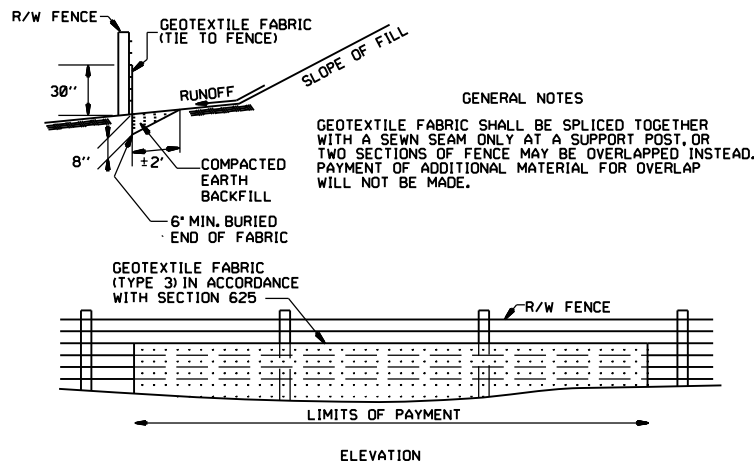 R/W FENCE
GEOTEXTILE FABRIC
(TIE TO FENCE)
30"
RUNOFF
SLOPE OF FILL
8"
±2'
COMPACTED
EARTH
BACKFILL
6" MIN. BURIED
END OF FABRIC
GENERAL NOTES
GEOTEXTILE FABRIC SHALL BE SPLICED TOGETHER
WITH A SEWN SEAM ONLY AT A SUPPORT POST, OR
TWO SECTIONS OF FENCE MAY BE OVERLAPPED INSTEAD.
PAYMENT OF ADDITIONAL MATERIAL FOR OVERLAP
WILL NOT BE MADE.
GEOTEXTILE FABRIC
(TYPE 3) IN ACCORDANCE
WITH SECTION 625
R/W FENCE
LIMITS OF PAYMENT
ELEVATION